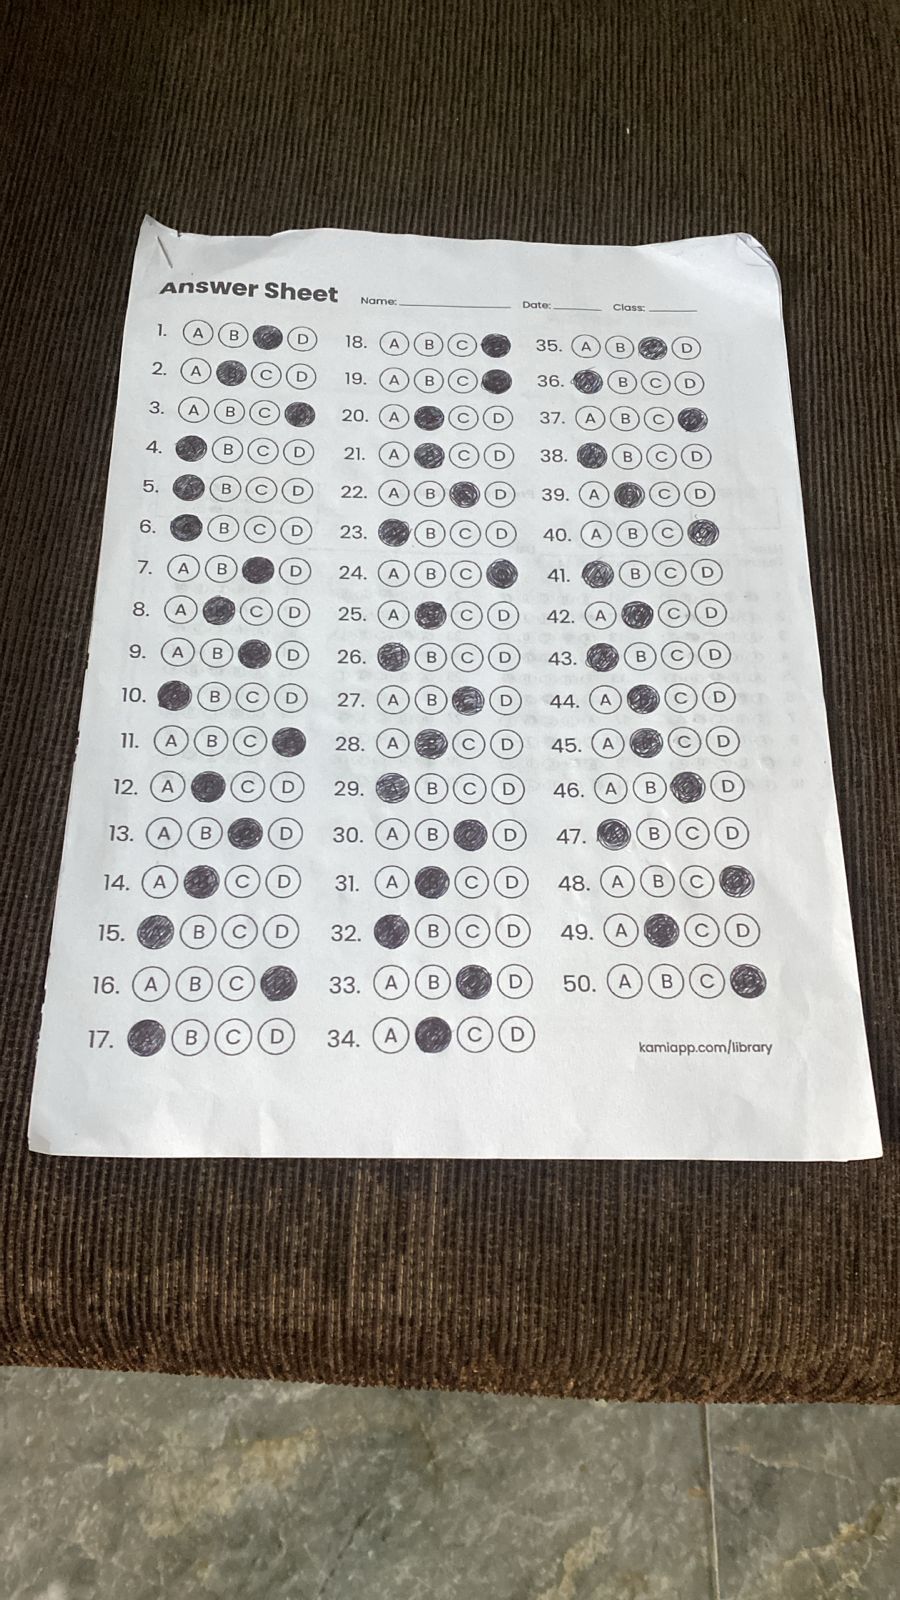 Answer Sheet Name: Date: Class:
1. A B D
2. A C D
3. A B C
4. B C D
5. B C D
6. B C D
7. A B D
8. A C D
9. A B D
10. B C D
11. A B C
12. A C D
13. A B D
14. A C D
15. B C D
16. A B C
17. B C D
18. A B C
19. A B C
20. A C D
21. A C D
22. A B D
23. B C D
24. A B C
25. A C D
26. B C D
27. A B D
28. A C D
29. A B C D
30. A B D
31. A C D
32. B C D
33. A B D
34. A C D
35. A B D
36. B C D
37. A B C
38. B C D
39. A C D
40. A B C
41. B C D
42. A C D
43. B C D
44. A C D
45. A C D
46. A B D
47. B C D
48. A B C
49. A C D
50. A B C
kamiapp.com/library